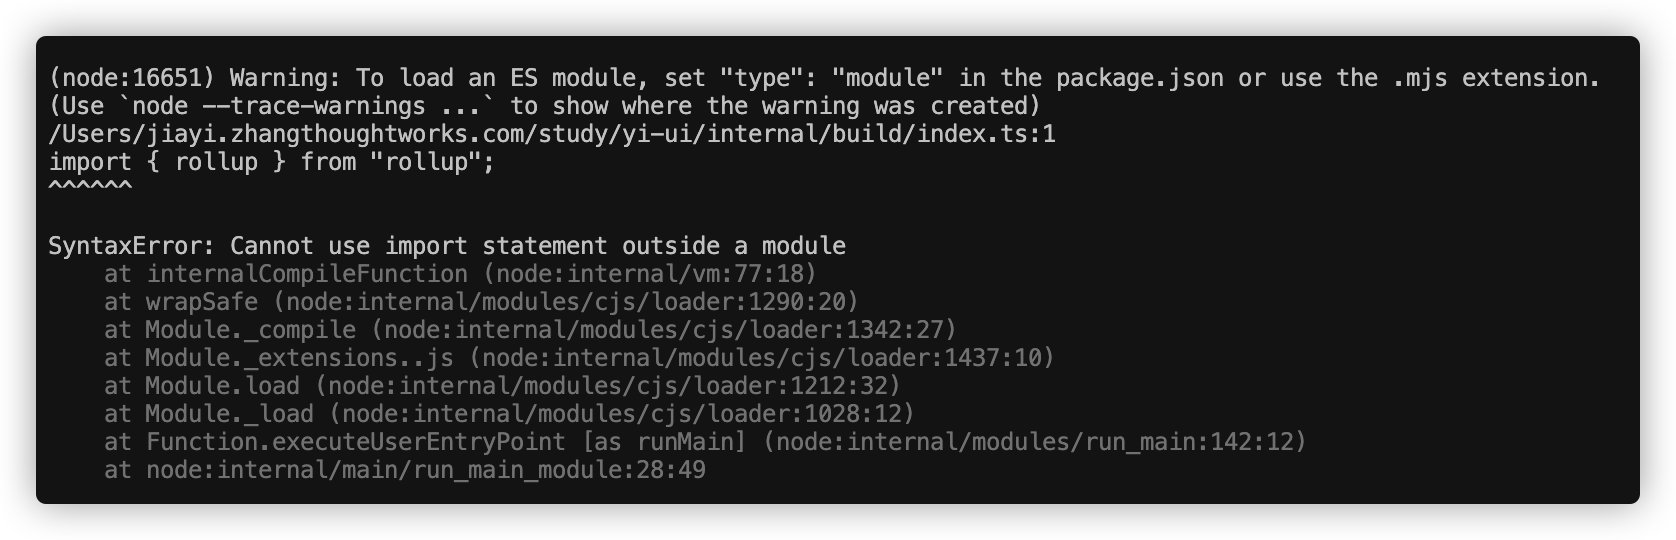 (node:16651) Warning: To load an ES module, set "type": "module" in the package.json or use the .mjs extension.
(Use `node --trace-warnings ...` to show where the warning was created)
/Users/jiayi.zhangthoughtworks.com/study/yi-ui/internal/build/index.ts:1
import { rollup } from "rollup";
^^^^^^
SyntaxError: Cannot use import statement outside a module
    at internalCompileFunction (node:internal/vm:77:18)
    at wrapSafe (node:internal/modules/cjs/loader:1290:20)
    at Module._compile (node:internal/modules/cjs/loader:1342:27)
    at Module._extensions..js (node:internal/modules/cjs/loader:1437:10)
    at Module.load (node:internal/modules/cjs/loader:1212:32)
    at Module._load (node:internal/modules/cjs/loader:1028:12)
    at Function.executeUserEntryPoint [as runMain] (node:internal/modules/run_main:142:12)
    at node:internal/main/run_main_module:28:49